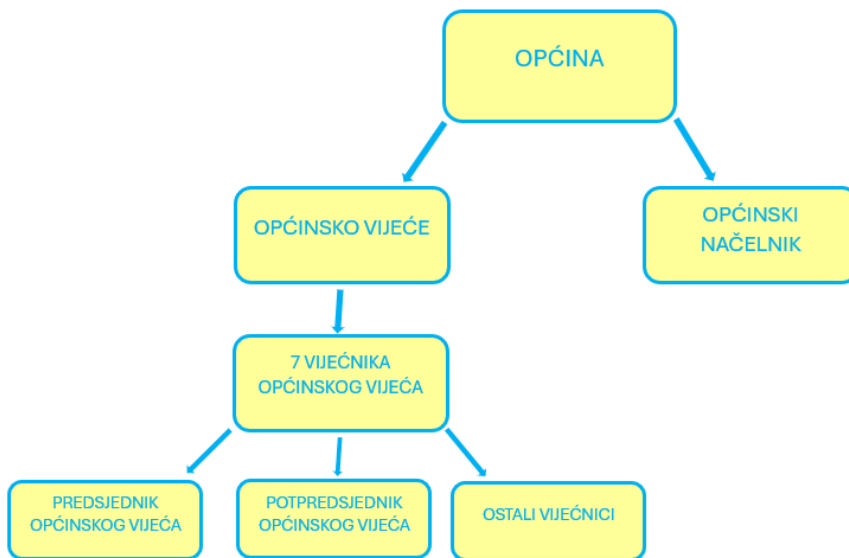 OPĆINA
OPĆINSKO VIJEĆE
OPĆINSKI
NAČELNIK
7 VIJEĆNIKA
OPĆINSKOG VIJEĆA
PREDSJEDNIK
OPĆINSKOG VIJEĆA
POTPREDSJEDNIK
OPĆINSKOG VIJEĆA
OSTALI VIJEĆNICI